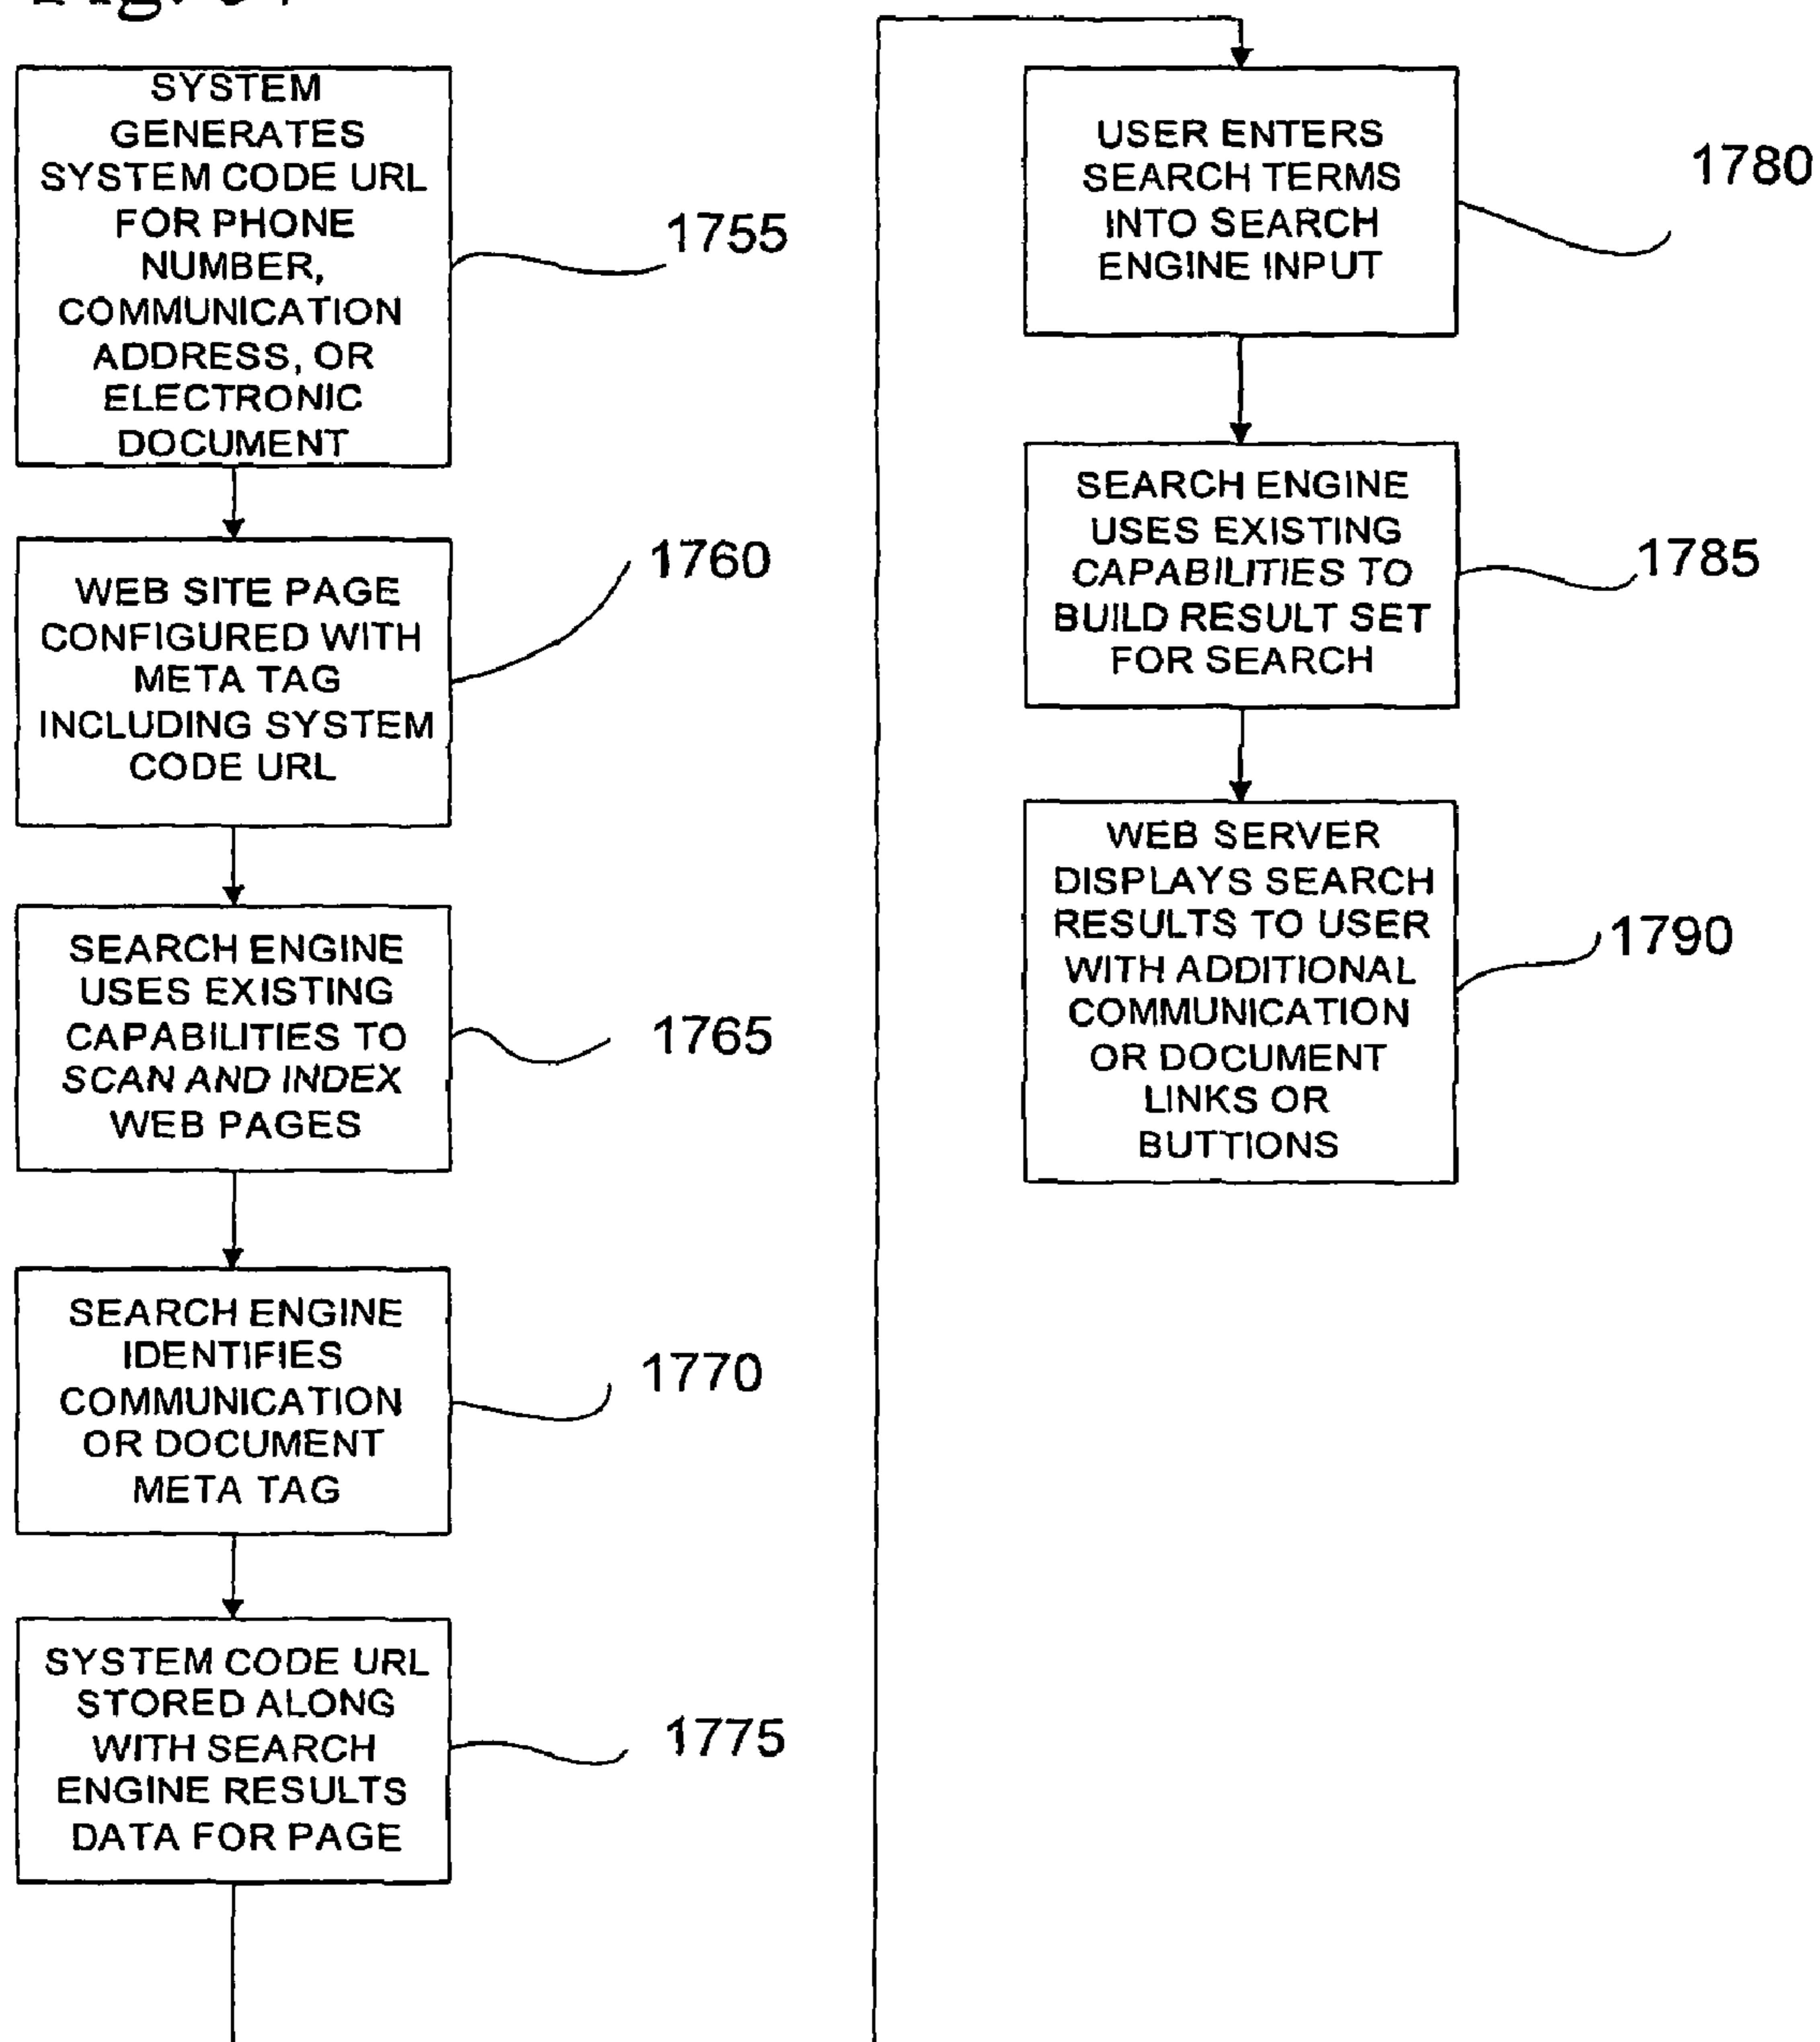 SYSTEM
GENERATES
SYSTEM CODE URL
FOR PHONE
NUMBER,
COMMUNICATION
ADDRESS, OR
ELECTRONIC
DOCUMENT
1755
WEB SITE PAGE
CONFIGURED WITH
META TAG
INCLUDING SYSTEM
CODE URL
1760
SEARCH ENGINE
USES EXISTING
CAPABILITIES TO
SCAN AND INDEX
WEB PAGES
1765
SEARCH ENGINE
IDENTIFIES
COMMUNICATION
OR DOCUMENT
META TAG
1770
SYSTEM CODE URL
STORED ALONG
WITH SEARCH
ENGINE RESULTS
DATA FOR PAGE
1775
USER ENTERS
SEARCH TERMS
INTO SEARCH
ENGINE INPUT
1780
SEARCH ENGINE
USES EXISTING
CAPABILITIES TO
BUILD RESULT SET
FOR SEARCH
1785
WEB SERVER
DISPLAYS SEARCH
RESULTS TO USER
WITH ADDITIONAL
COMMUNICATION
OR DOCUMENT
LINKS OR
BUTTIONS
1790